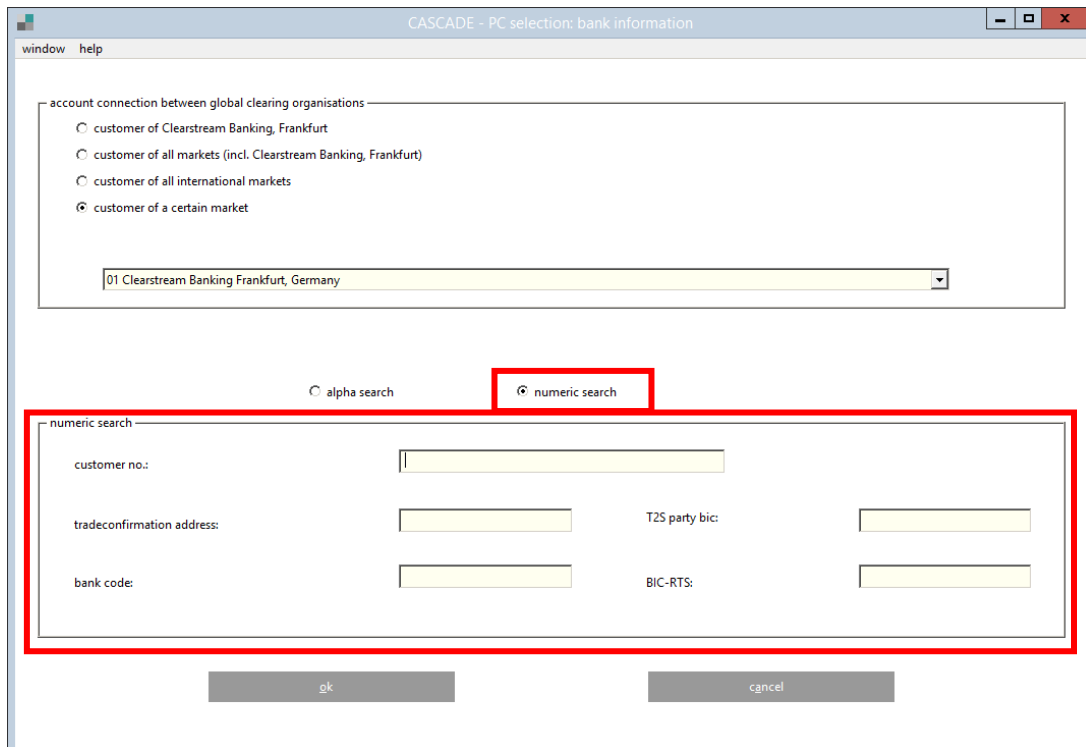 CASCADE - PC selection: bank information
window help
account connection between global clearing organisations
customer of Clearstream Banking, Frankfurt
customer of all markets (incl. Clearstream Banking, Frankfurt)
customer of all international markets
customer of a certain market
01 Clearstream Banking Frankfurt, Germany
alpha search numeric search
numeric search
customer no.:
tradeconfirmation address: T2S party bic:
bank code: BIC-RTS:
ok cancel